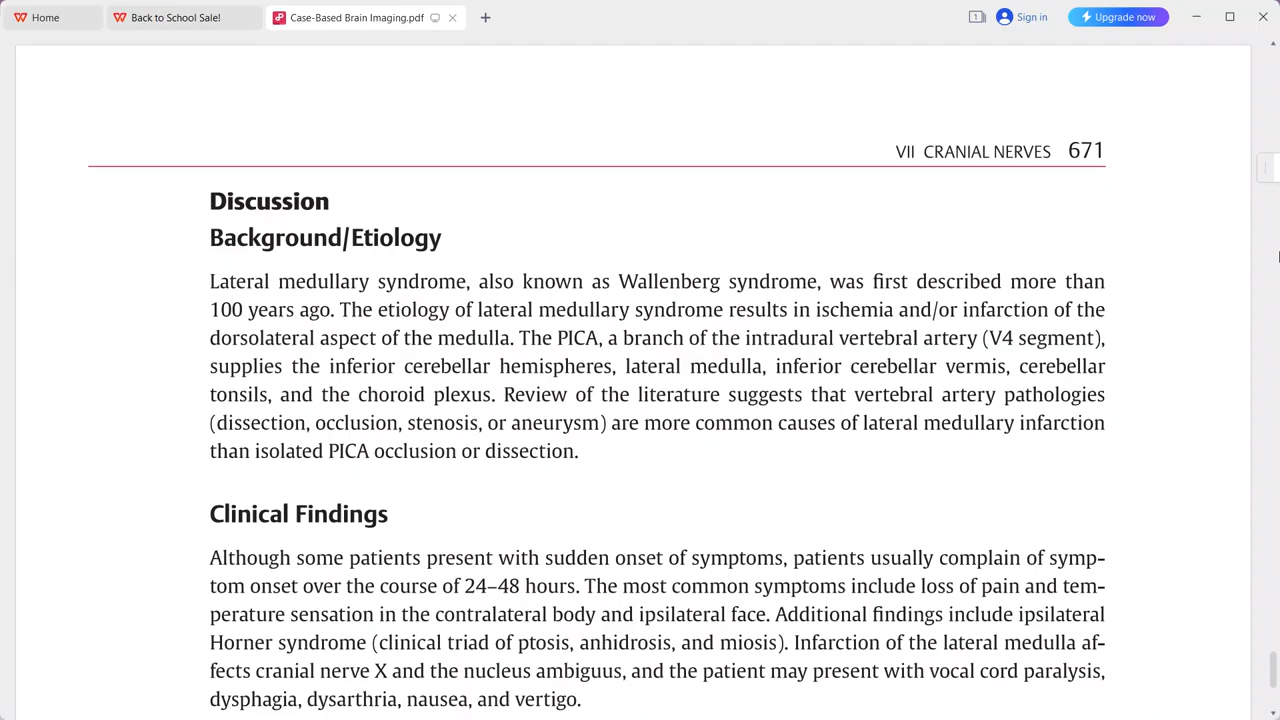 Home
Back to School Sale!
Case-Based Brain Imaging.pdf
1
Sign in
Upgrade now
VII CRANIAL NERVES 671
Discussion
Background/Etiology
Lateral medullary syndrome, also known as Wallenberg syndrome, was first described more than
100 years ago. The etiology of lateral medullary syndrome results in ischemia and/or infarction of the
dorsolateral aspect of the medulla. The PICA, a branch of the intradural vertebral artery (V4 segment),
supplies the inferior cerebellar hemispheres, lateral medulla, inferior cerebellar vermis, cerebellar
tonsils, and the choroid plexus. Review of the literature suggests that vertebral artery pathologies
(dissection, occlusion, stenosis, or aneurysm) are more common causes of lateral medullary infarction
than isolated PICA occlusion or dissection.
Clinical Findings
Although some patients present with sudden onset of symptoms, patients usually complain of symp-
tom onset over the course of 24–48 hours. The most common symptoms include loss of pain and tem-
perature sensation in the contralateral body and ipsilateral face. Additional findings include ipsilateral
Horner syndrome (clinical triad of ptosis, anhidrosis, and miosis). Infarction of the lateral medulla af-
fects cranial nerve X and the nucleus ambiguus, and the patient may present with vocal cord paralysis,
dysphagia, dysarthria, nausea, and vertigo.